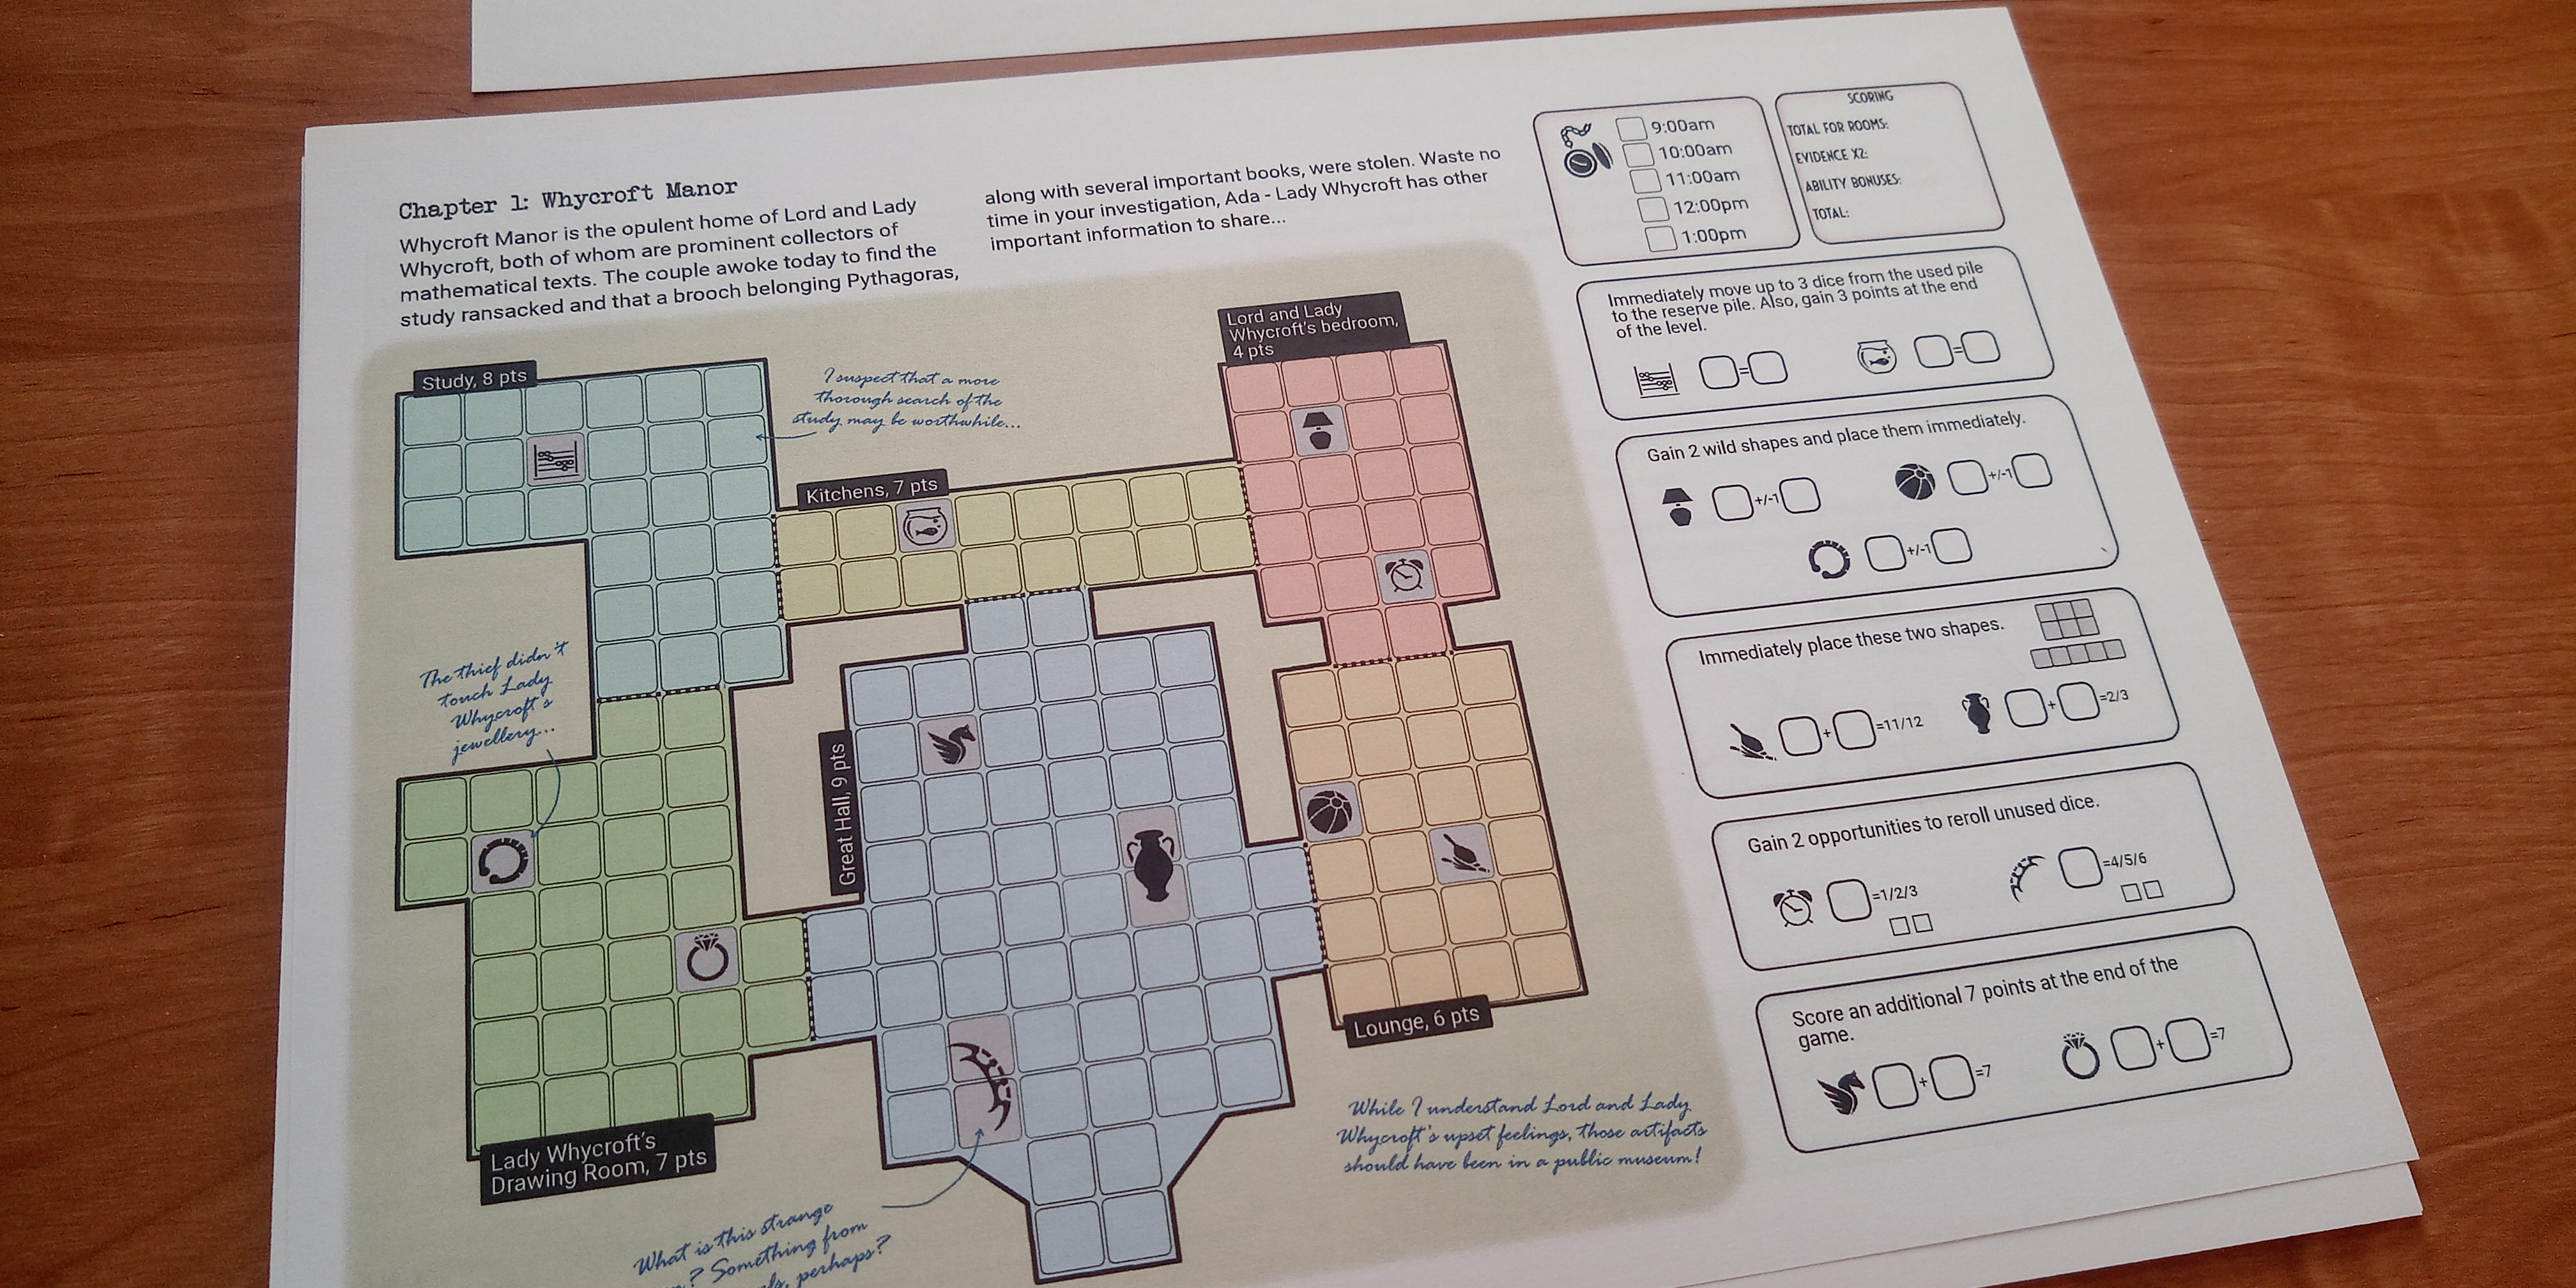 Chapter 1: Whycroft Manor
Whycroft Manor is the opulent home of Lord and Lady
Whycroft, both of whom are prominent collectors of
mathematical texts. The couple awoke today to find the
study ransacked and that a brooch belonging Pythagoras,
along with several important books, were stolen. Waste no
time in your investigation, Ada - Lady Whycroft has other
important information to share...
9:00am
10:00am
11:00am
12:00pm
1:00pm
SCORING
TOTAL FOR ROOMS:
EVIDENCE X2:
ABILITY BONUSES:
TOTAL:
Study, 8 pts
I suspect that a more
thorough search of the
study may be worthwhile...
Kitchens, 7 pts
Lord and Lady
Whycroft's bedroom,
4 pts
The thief didn't
touch Lady
Whycroft's
jewellery...
Great Hall, 9 pts
Lounge, 6 pts
Lady Whycroft's
Drawing Room, 7 pts
While I understand Lord and Lady
Whycroft's upset feelings, those artifacts
should have been in a public museum!
What is this strange
? Something from
perhaps?
Immediately move up to 3 dice from the used pile
to the reserve pile. Also, gain 3 points at the end
of the level.
=
=
Gain 2 wild shapes and place them immediately.
+/-1
+/-1
+/-1
Immediately place these two shapes.
+ =11/12
+ =2/3
Gain 2 opportunities to reroll unused dice.
=1/2/3
=4/5/6
Score an additional 7 points at the end of the
game.
+ =7
+ =7